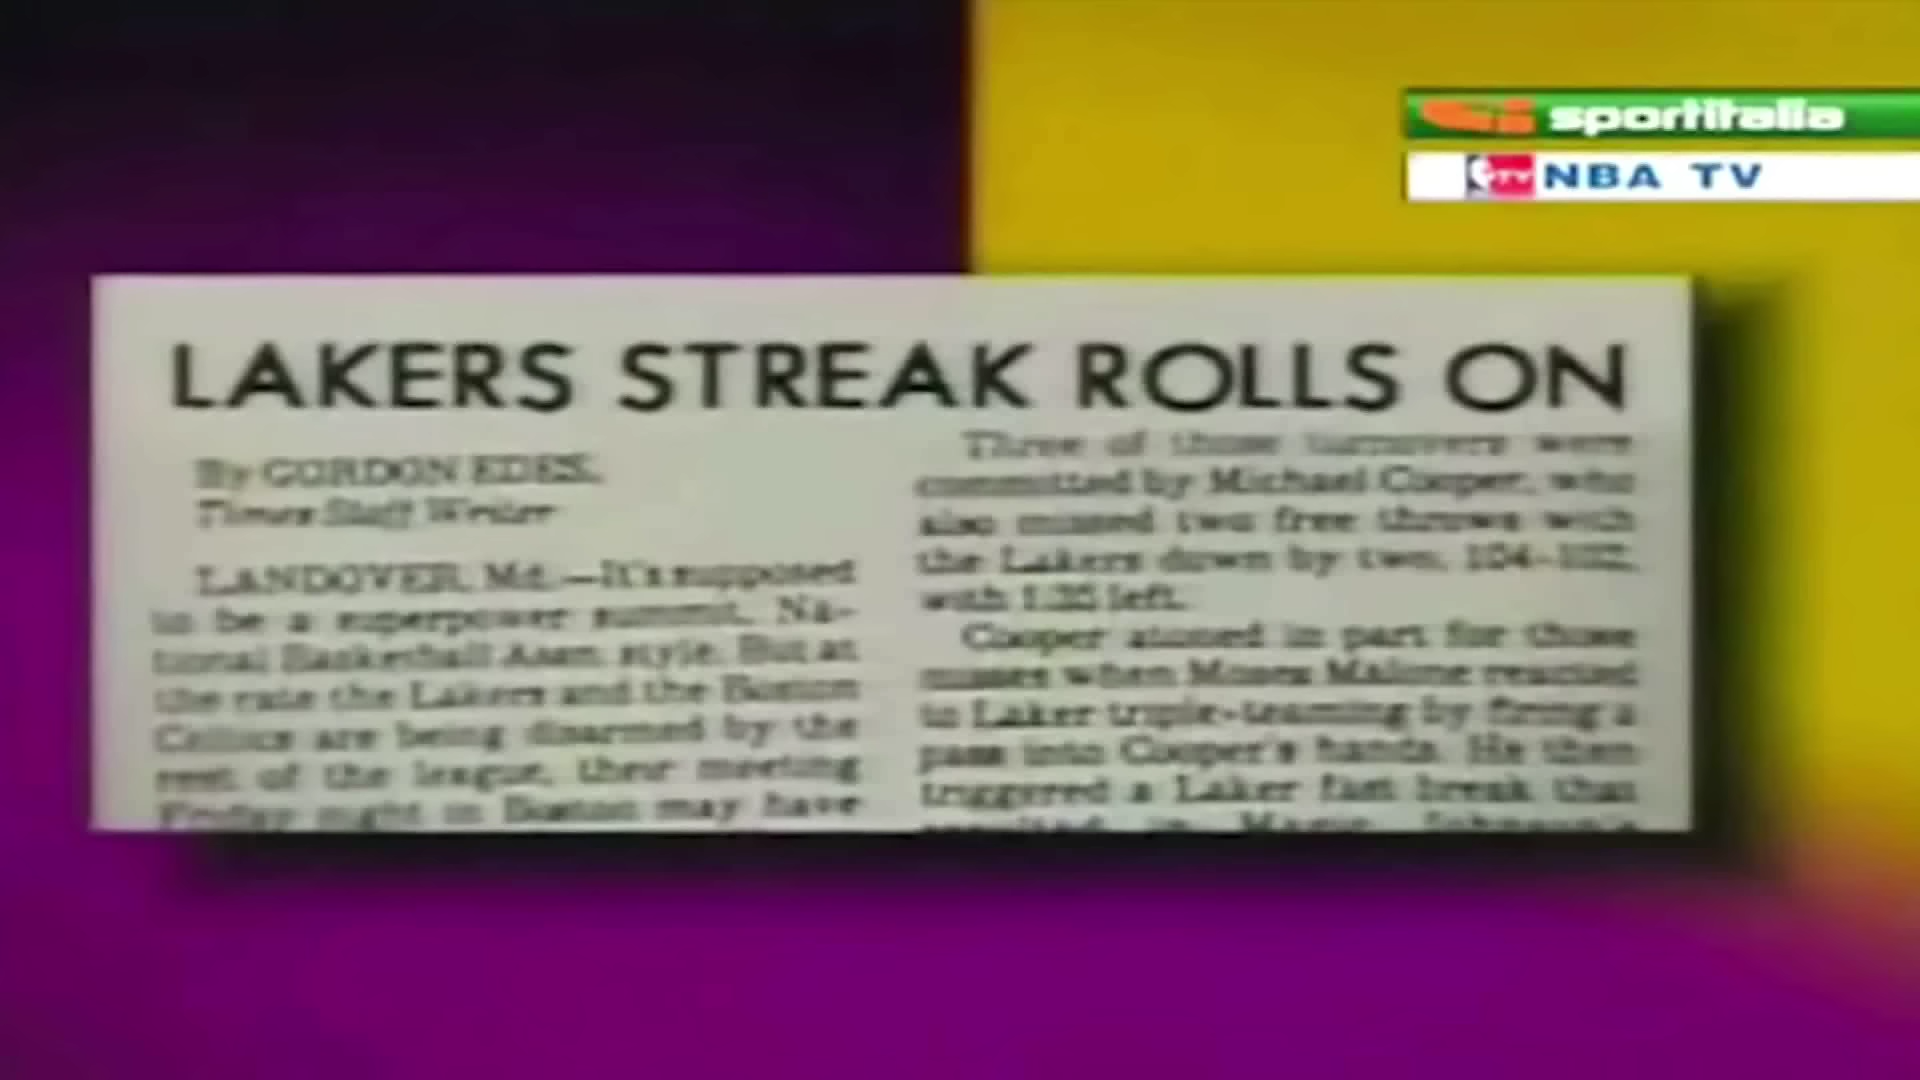 sportitalia
NBA TV
LAKERS STREAK ROLLS ON
By GORDON EDES,
Times Staff Writer
LANDOVER, Md.—It's supposed
to be a superpower summit, Na-
tional Basketball Assn. style. But at
the rate the Lakers and the Boston
Celtics are being disarmed by the
rest of the league, their meeting
Friday night in Boston may have
Three of those turnovers were
committed by Michael Cooper, who
also missed two free throws with
the Lakers down by two, 104-102,
with left.
Cooper atoned in part for those
misses when Moses Malone reacted
to Laker triple-teaming by firing a
pass into Cooper's hands. He then
triggered a Laker fast break that
resulted in Magic Johnson's